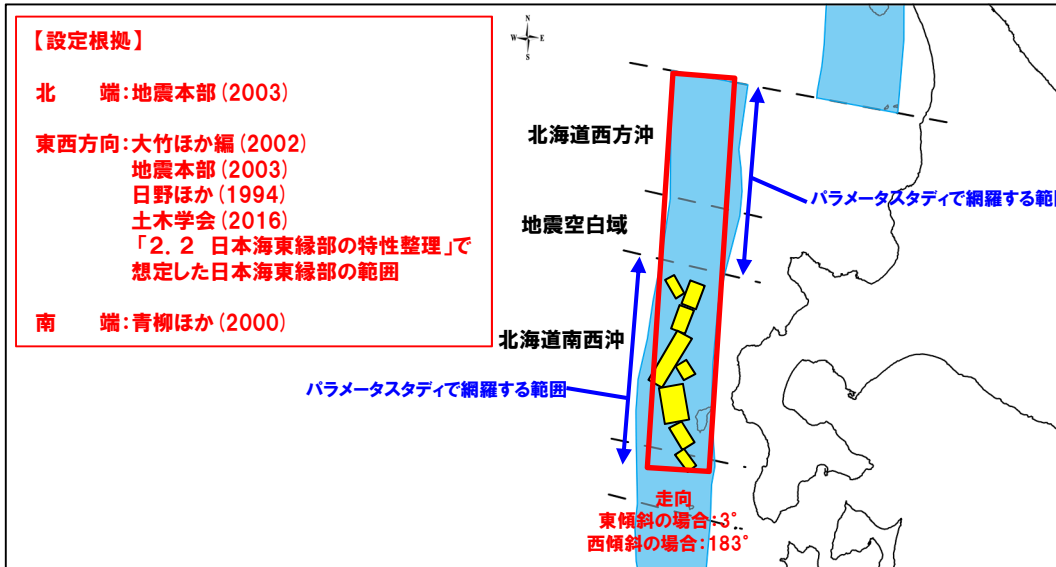 【設定根拠】
北　　端:地震本部(2003)
東西方向:大竹ほか編(2002)
地震本部(2003)
日野ほか(1994)
土木学会(2016)
「2.2 日本海東縁部の特性整理」で
想定した日本海東縁部の範囲
南　　端:青柳ほか(2000)
N
W E
S
北海道西方沖
パラメータスタディで網羅する範囲
地震空白域
北海道南西沖
パラメータスタディで網羅する範囲
走向
東傾斜の場合:3°
西傾斜の場合:183°